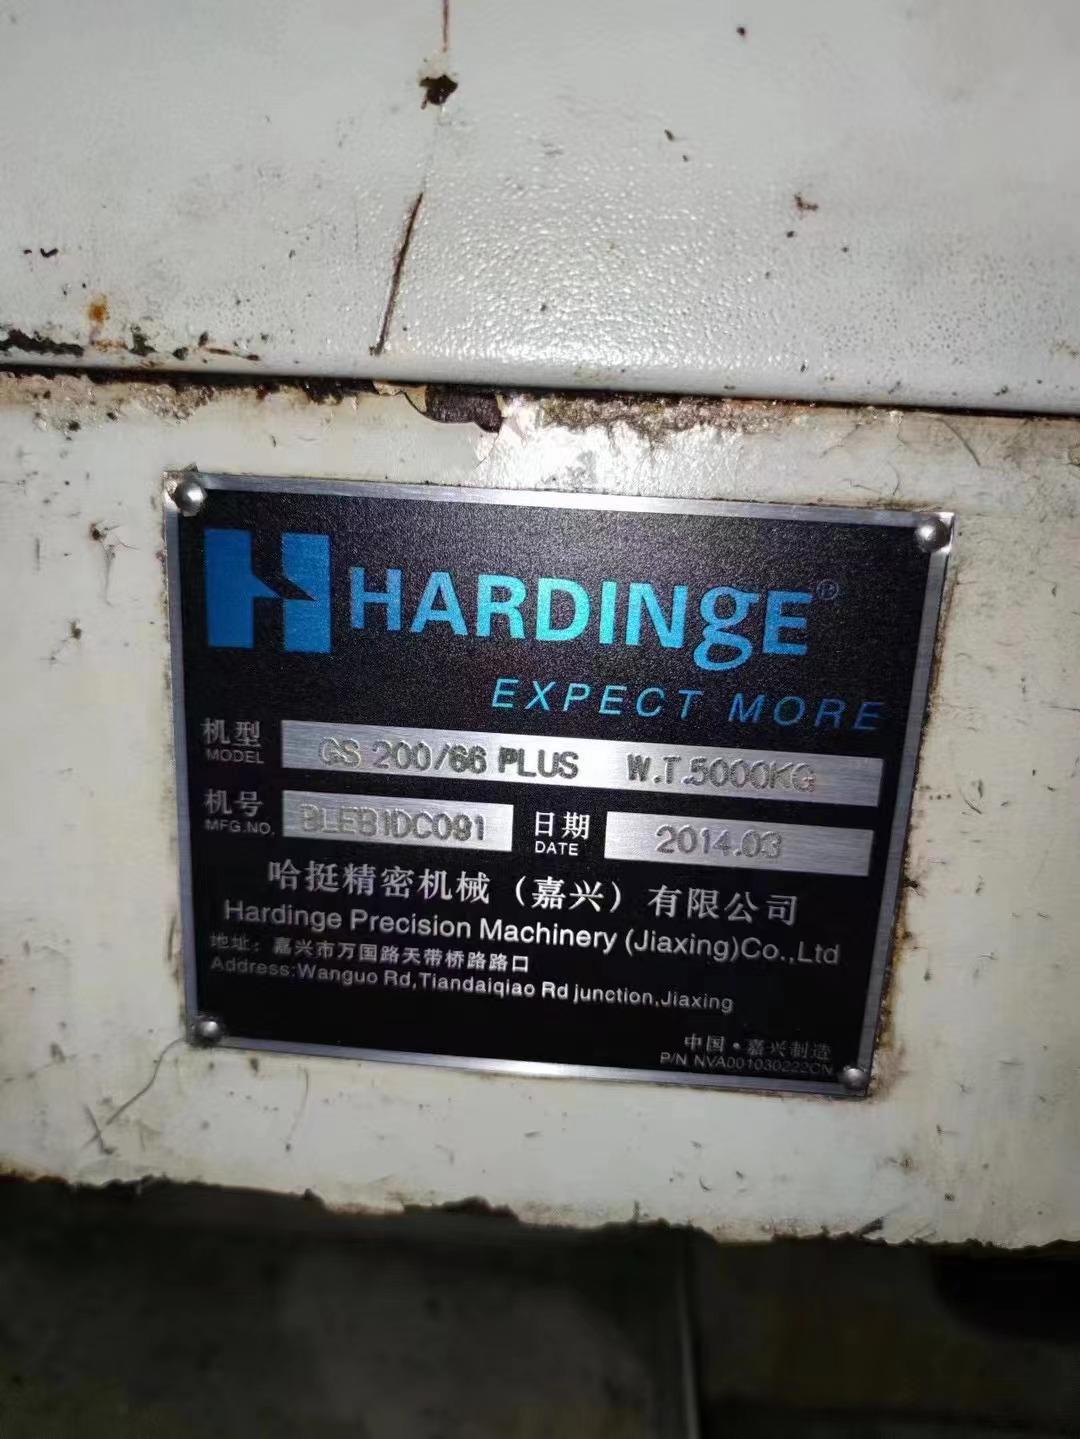 HARDINgE®
EXPECT MORE
机型 GS 200/66 PLUS W.T.5000KG
MODEL
机号 BLEB1DC091 日期 2014.03
MFG.NO. DATE
哈挺精密机械（嘉兴）有限公司
Hardinge Precision Machinery (Jiaxing)Co.,Ltd
地址：嘉兴市万国路天带桥路路口
Address:Wanguo Rd,Tiandaiqiao Rd junction,Jiaxing
中国·嘉兴制造
P/N NVA001030222CN